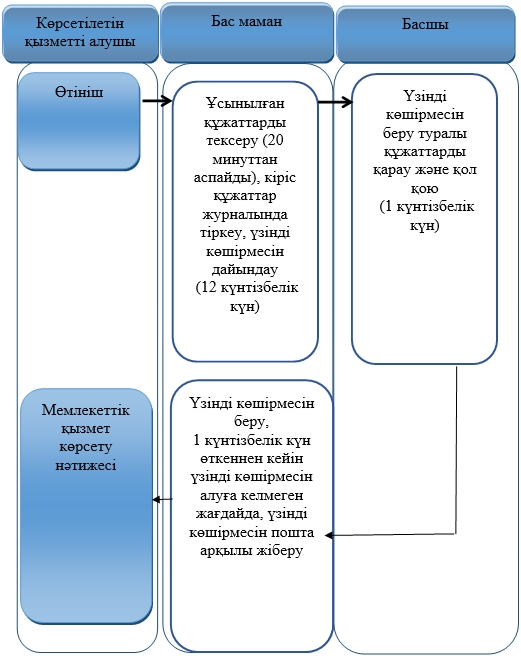 Көрсетілетін
қызметті алушы
Бас маман
Басшы
Өтініш
Ұсынылған
құжаттарды
тексеру (20
минуттан
аспайды), кіріс
құжаттар
журналында
тіркеу, үзінді
көшірмесін
дайындау
(12 күнтізбелік
күн)
Үзінді
көшірмесін
беру туралы
құжаттарды
қарау және қол
қою
(1 күнтізбелік
күн)
Мемлекеттік
қызмет
көрсету
нәтижесі
Үзінді көшірмесін
беру,
1 күнтізбелік күн
өткеннен кейін
үзінді көшірмесін
алуға келмеген
жағдайда, үзінді
көшірмесін пошта
арқылы жіберу